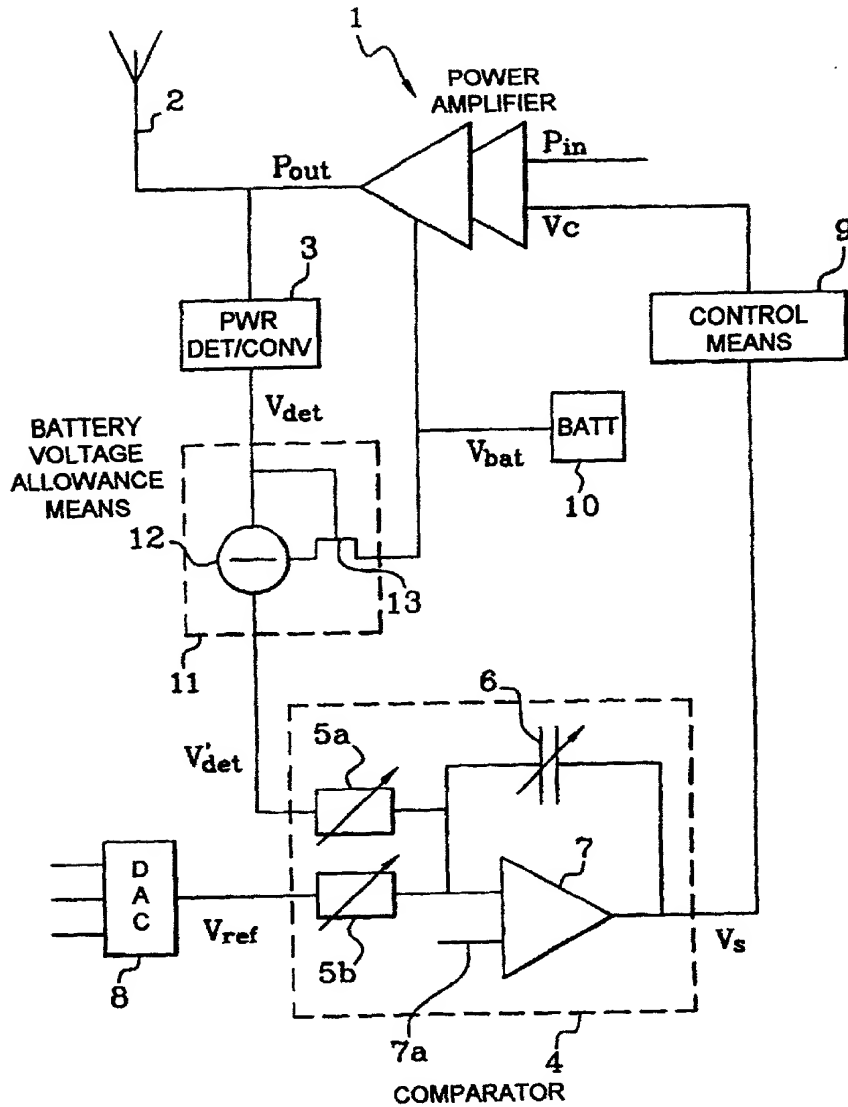 1
POWER
AMPLIFIER
2
Pout
Pin
Vc
3
PWR
DET/CONV
9
CONTROL
MEANS
Vdet
BATTERY
VOLTAGE
ALLOWANCE
MEANS
Vbat
BATT
10
12
13
11
V'det
5a
6
7
DAC
8
Vref
5b
7a
Vs
4
COMPARATOR